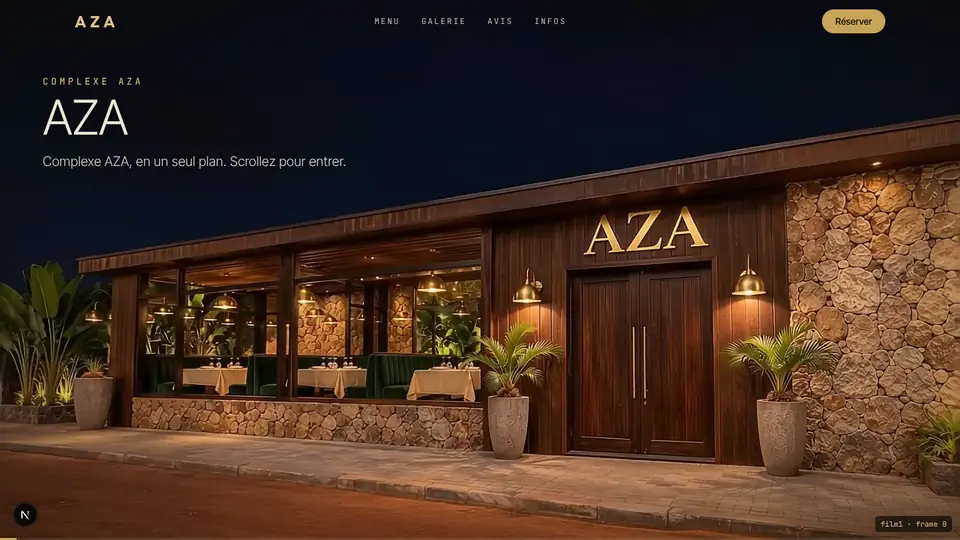 AZA
MENU GALERIE AVIS INFOS
Réserver
COMPLEXE AZA
AZA
Complexe AZA, en un seul plan. Scrollez pour entrer.
AZA
N
film1 · frame 0